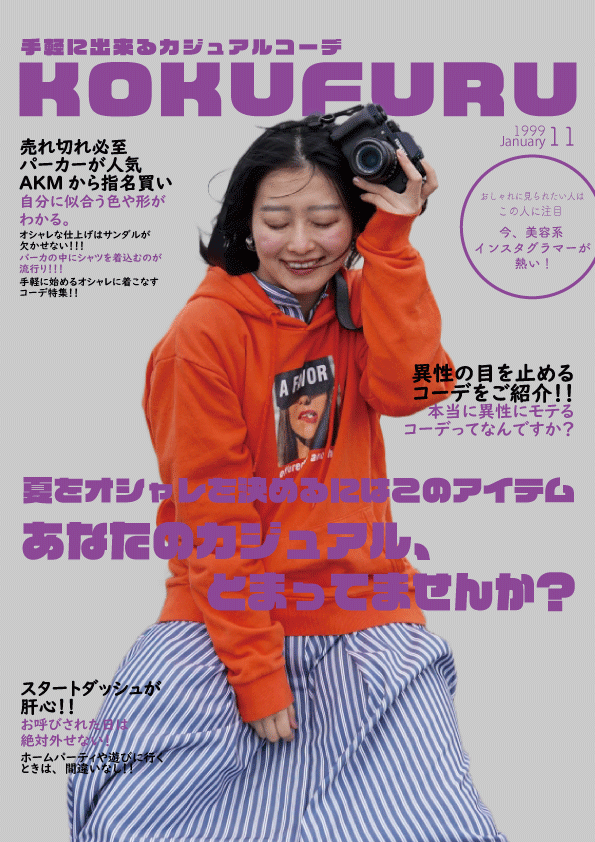 手軽に出来るカジュアルコーデ
KOKUFURU
1999
January 11
売れ切れ必至
パーカーが人気
AKMから指名買い
自分に似合う色や形が
わかる。
オシャレな仕上げはサンダルが
欠かせない!!!
パーカの中にシャツを着込むのが
流行り!!!
手軽に始めるオシャレに着こなす
コーデ特集!!
おしゃれに見られたい人は
この人に注目
今、美容系
インスタグラマーが
熱い！
A FAVOR
異性の目を止める
コーデをご紹介!!
本当に異性にモテる
コーデってなんですか？
夏をオシャレを決めるにはこのアイテム
あなたのカジュアル、
とまってませんか？
スタートダッシュが
肝心!!
お呼びされた日は
絶対外せない！
ホームパーティや遊びに行く
ときは、間違いなし!!